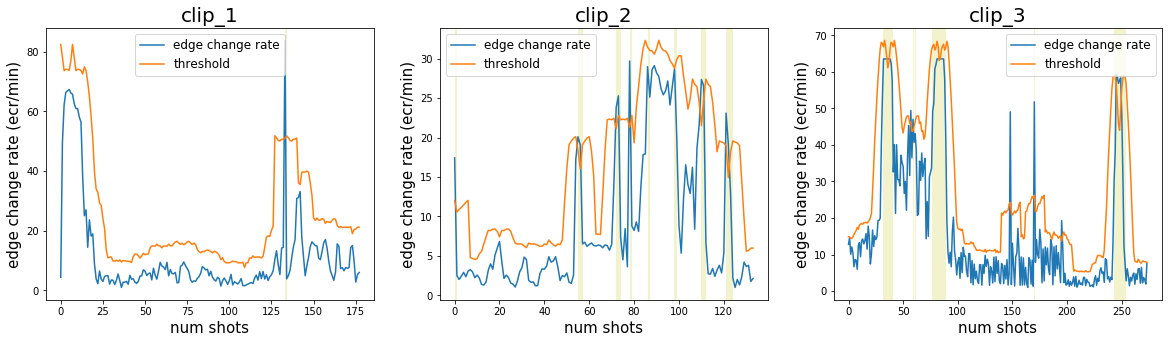 clip_1
edge change rate (ecr/min)
80
60
40
20
0
edge change rate
threshold
0 25 50 75 100 125 150 175
num shots
clip_2
edge change rate (ecr/min)
30
25
20
15
10
5
0
edge change rate
threshold
0 20 40 60 80 100 120
num shots
clip_3
edge change rate (ecr/min)
70
60
50
40
30
20
10
0
edge change rate
threshold
0 50 100 150 200 250
num shots